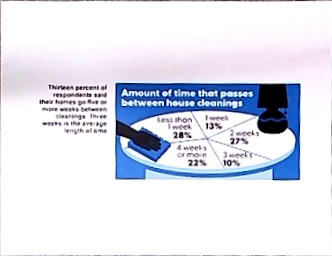 Thirteen percent of
respondents said
their homes go five or
more weeks between
cleanings. Three
weeks is the average
length of time
Amount of time that passes
between house cleanings
Less than
1 week
28%
1 week
13%
2 weeks
27%
4 weeks
or more
22%
3 weeks
10%